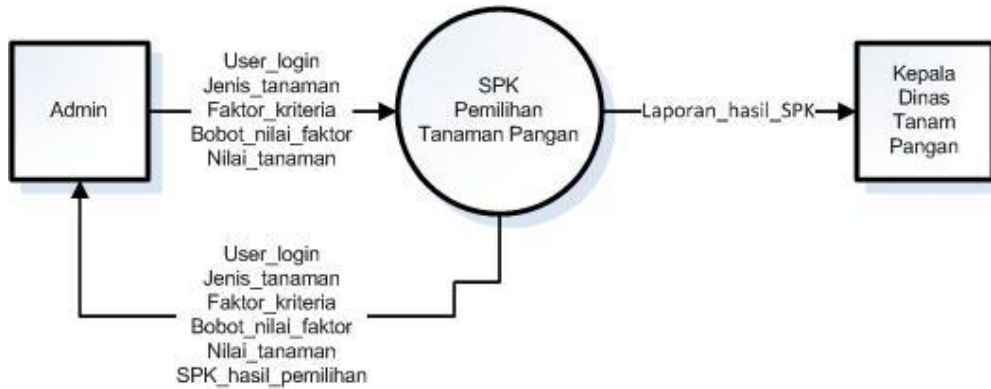 Admin
User_login
Jenis_tanaman
Faktor_kriteria
Bobot_nilai_faktor
Nilai_tanaman
SPK
Pemilihan
Tanaman Pangan
Laporan_hasil_SPK
Kepala
Dinas
Tanam
Pangan
User_login
Jenis_tanaman
Faktor_kriteria
Bobot_nilai_faktor
Nilai_tanaman
SPK_hasil_pemilihan